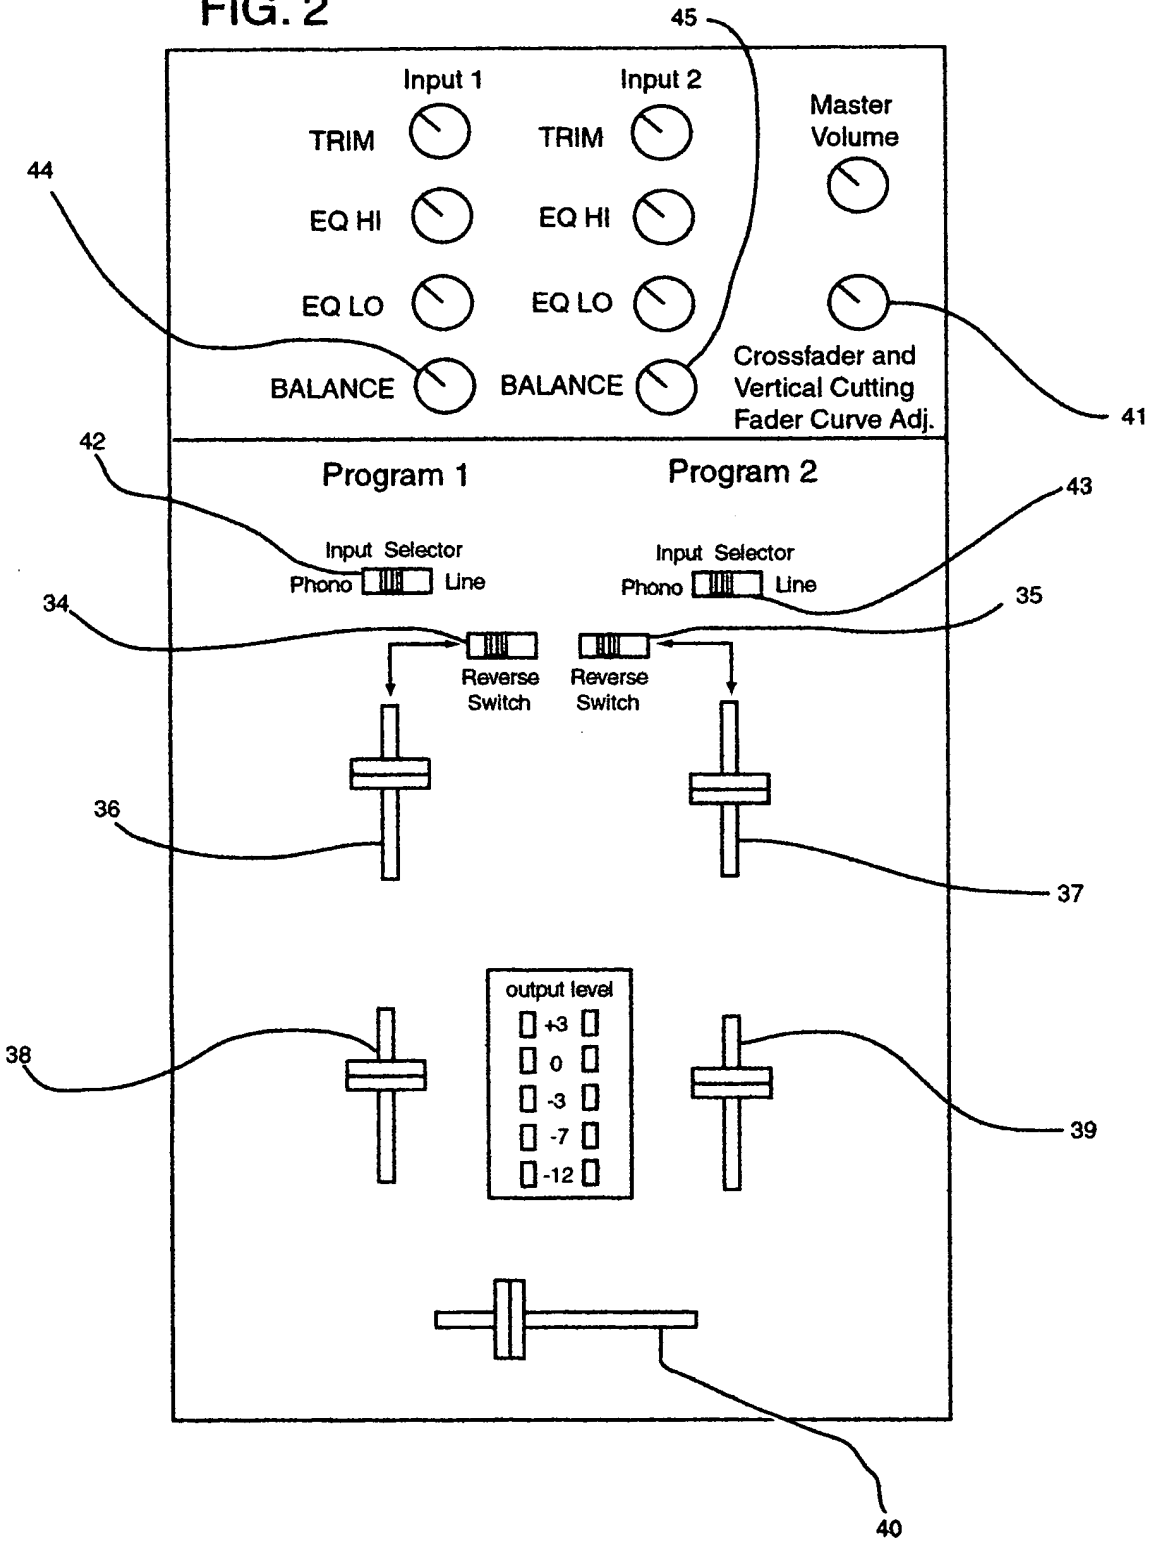 FIG. 2
45
Input 1
Input 2
Master
Volume
TRIM
TRIM
44
EQ HI
EQ HI
EQ LO
EQ LO
Crossfader and
Vertical Cutting
Fader Curve Adj.
BALANCE
BALANCE
41
42
Program 1
Program 2
43
Input Selector
Phono
Line
Input Selector
Phono
Line
34
35
Reverse
Switch
Reverse
Switch
36
37
output level
+3
0
-3
-7
-12
38
39
40